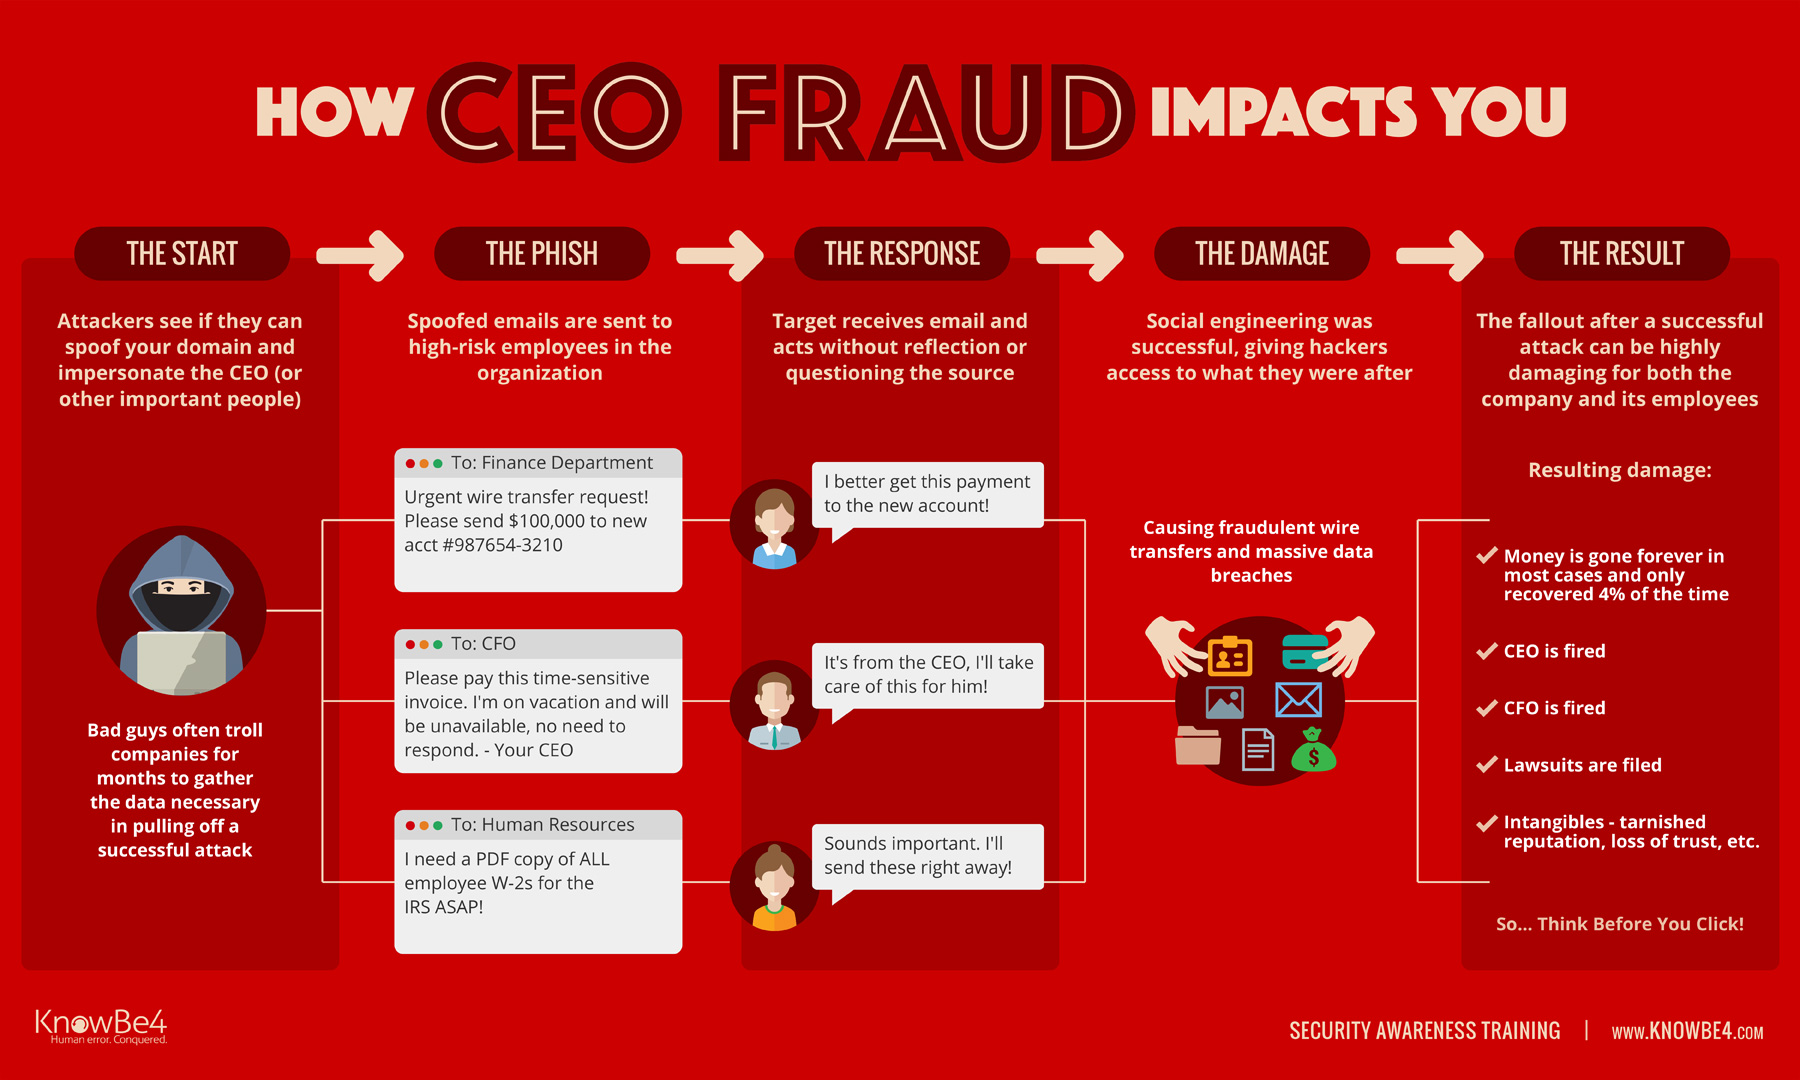 HOW CEO FRAUD IMPACTS YOU
THE START
Attackers see if they can
spoof your domain and
impersonate the CEO (or
other important people)
Bad guys often troll
companies for
months to gather
the data necessary
in pulling off a
successful attack
THE PHISH
Spoofed emails are sent to
high-risk employees in the
organization
To: Finance Department
Urgent wire transfer request!
Please send $100,000 to new
acct #987654-3210
To: CFO
Please pay this time-sensitive
invoice. I'm on vacation and will
be unavailable, no need to
respond. - Your CEO
To: Human Resources
I need a PDF copy of ALL
employee W-2s for the
IRS ASAP!
THE RESPONSE
Target receives email and
acts without reflection or
questioning the source
I better get this payment
to the new account!
It's from the CEO, I'll take
care of this for him!
Sounds important. I'll
send these right away!
THE DAMAGE
Social engineering was
successful, giving hackers
access to what they were after
Causing fraudulent wire
transfers and massive data
breaches
$
THE RESULT
The fallout after a successful
attack can be highly
damaging for both the
company and its employees
Resulting damage:
Money is gone forever in
most cases and only
recovered 4% of the time
CEO is fired
CFO is fired
Lawsuits are filed
Intangibles - tarnished
reputation, loss of trust, etc.
So... Think Before You Click!
KnowBe4
Human error. Conquered.
SECURITY AWARENESS TRAINING | WWW.KNOWBE4.COM